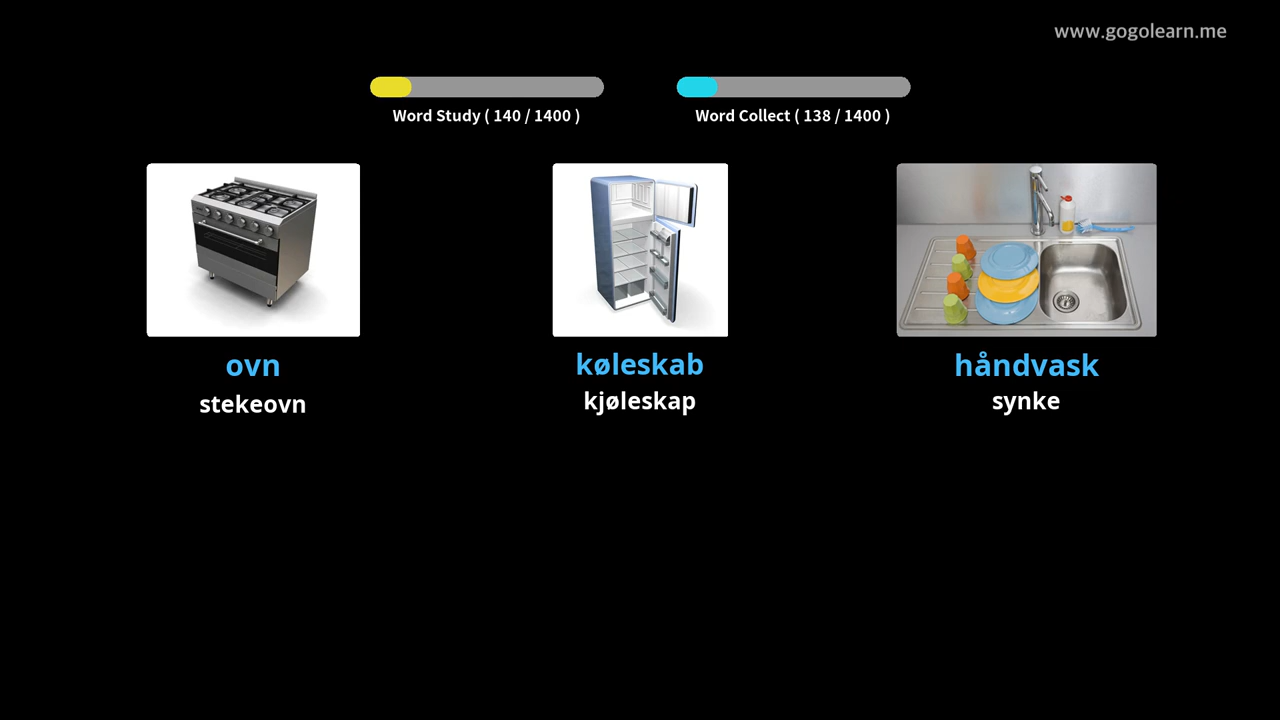 www.gogolearn.me
Word Study ( 140 / 1400 )
Word Collect ( 138 / 1400 )
ovn
køleskab
håndvask
stekeovn
kjøleskap
synke